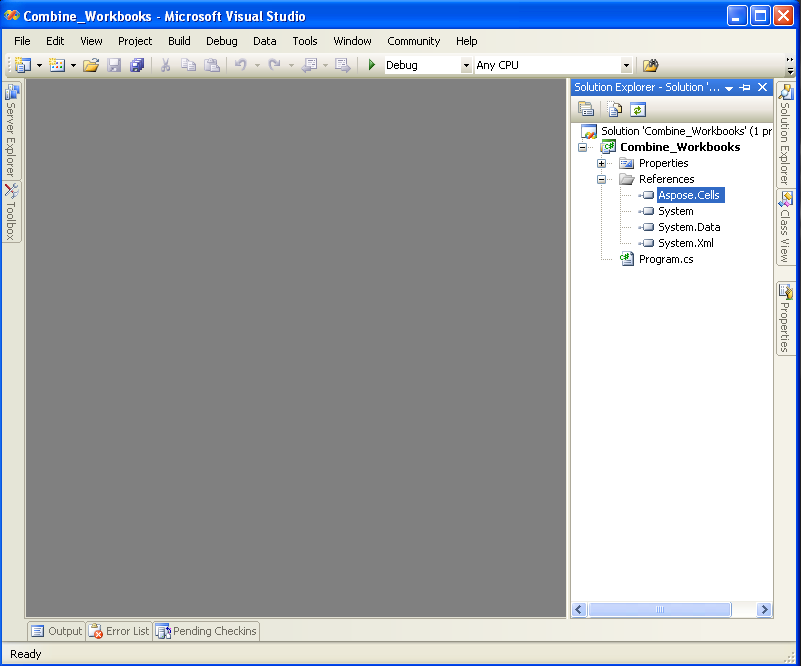 Combine_Workbooks - Microsoft Visual Studio
File Edit View Project Build Debug Data Tools Window Community Help
Debug Any CPU
Server Explorer
Toolbox
Solution Explorer - Solution '...
Solution 'Combine_Workbooks' (1 pr
Combine_Workbooks
Properties
References
Aspose.Cells
System
System.Data
System.Xml
Program.cs
Solution Explorer
Class View
Properties
Output Error List Pending Checkins
Ready